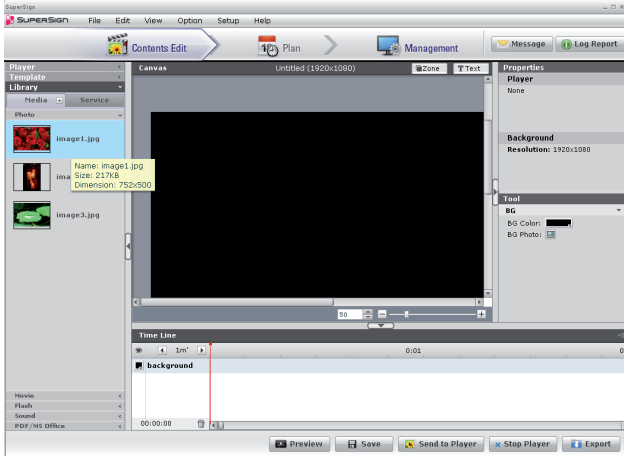 SuperSign
SUPERSIGN File Edit View Option Setup Help
Contents Edit Plan Management Message Log Report
Player
Template
Library
Media Service
Photo
image1.jpg
Name: image1.jpg
Size: 217KB
Dimension: 752x500
ima
image3.jpg
Movie
Flash
Sound
PDF/MS Office
Canvas Untitled (1920x1080) Zone T Text
50
Time Line
1m' 0:01 0
background
00:00:00
Properties
Player
None
Background
Resolution: 1920x1080
Tool
BG
BG Color:
BG Photo:
Preview Save Send to Player Stop Player Export